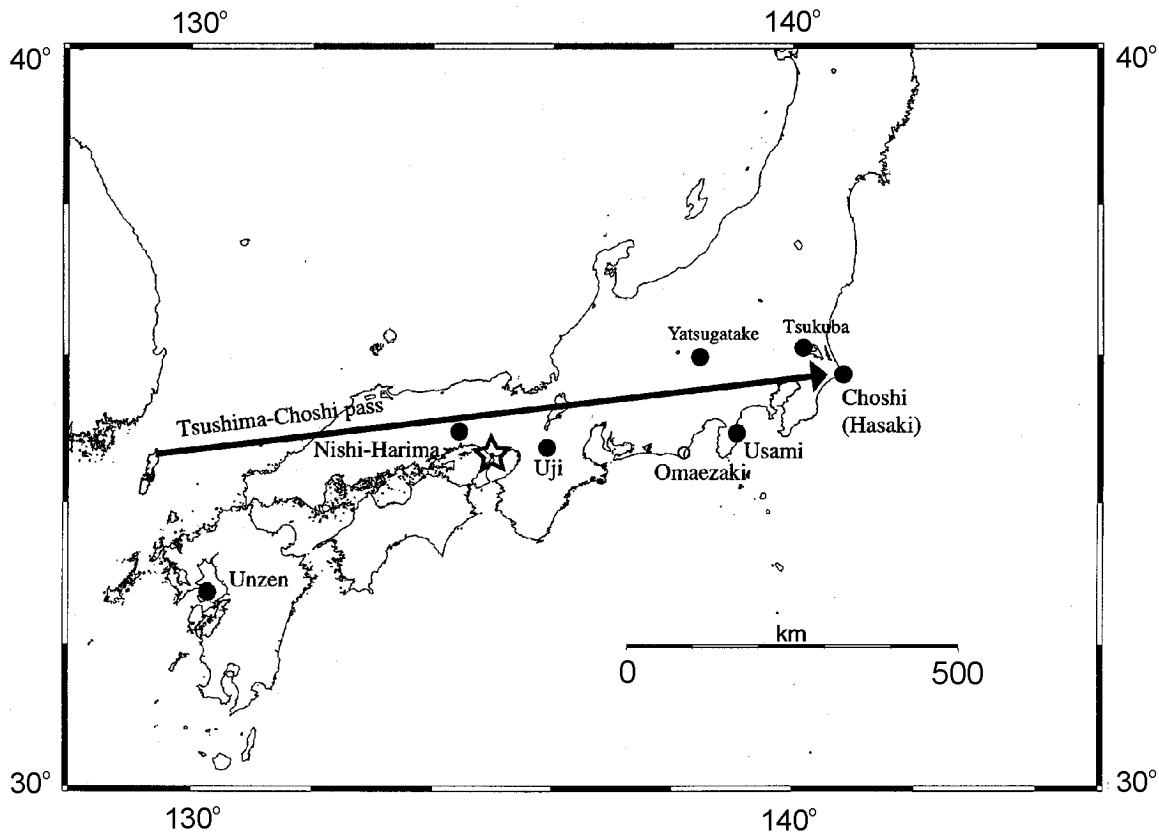 130° 140°
40° 40°
Yatsugatake Tsukuba
Tsushima-Choshi pass
Choshi
(Hasaki)
Nishi-Harima Uji Omaezaki Usami
Unzen
km
0 500
30° 30°
130° 140°